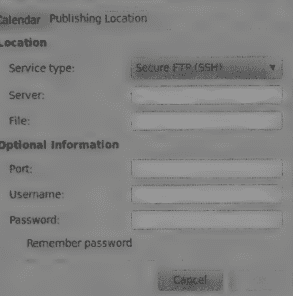 Calendar Publishing Location
Location
Service type: Secure FTP (SSH)
Server:
File:
Optional Information
Port:
Username:
Password:
Remember password
Cancel